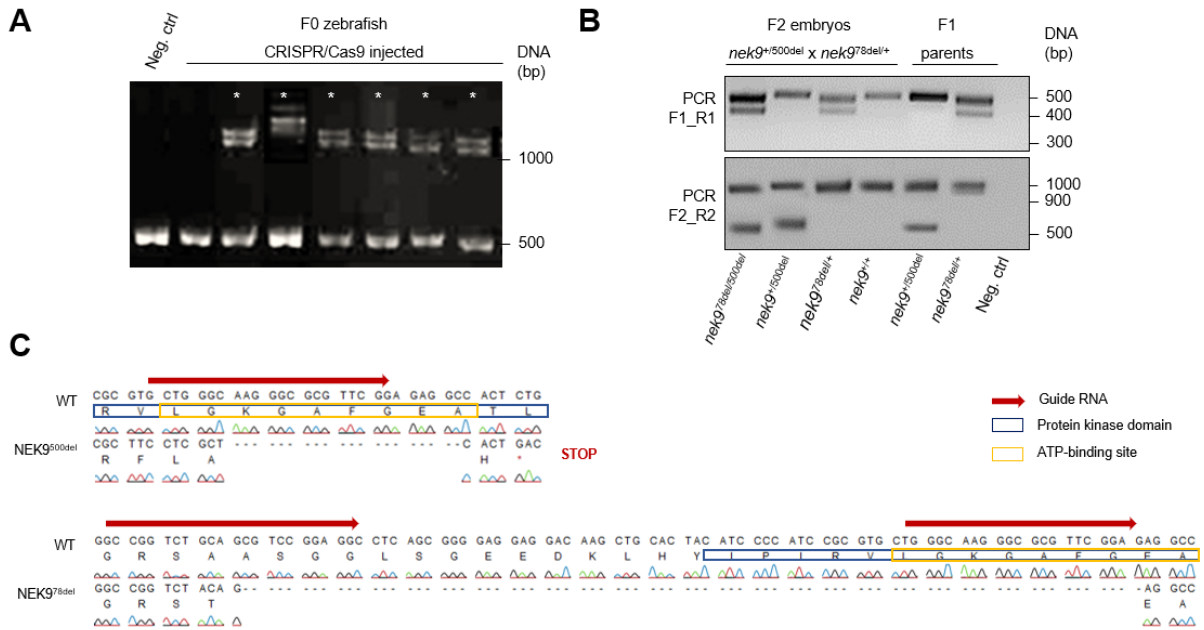 A
F0 zebrafish
Neg. ctrl
CRISPR/Cas9 injected
DNA
(bp)
* * * * * *
1000
500
B
F2 embryos
nek9+/500del x nek978del/+
F1
parents
DNA
(bp)
PCR
F1_R1
500
400
300
PCR
F2_R2
1000
900
500
nek978del/500del
nek9+/500del
nek978del/+
nek9+/+
nek9+/500del
nek978del/+
Neg. ctrl
C
WT
CGC GTG CTG GGC AAG GGC GCG TTC GGA GAG GCC ACT CTG
R V L G K G A F G E A T L
NEK9500del
CGC TTC CTC GCT --- --- --- --- --- --- --C ACT GAC
R F L A H *
STOP
Guide RNA
Protein kinase domain
ATP-binding site
WT
GGC CCG TCT GCA GCG TCC GGA GGC CTC AGC GGG GAG GAG GAC AAG CTG CAC TAC ATC CCC ATC CGC GTG CTG GGC AAG GGC GCG TTC GGA GAG GCC
G R S A A S G G L S G E E D K L H Y I P I R V L G K G A F G E A
NEK978del
GGC CGG TCT ACA G-- --- --- --- --- --- --- --- --- --- --- --- --- --- --- --- --- --- --- --- --- --- --- --- --- --- -AG GCC
G R S T E A